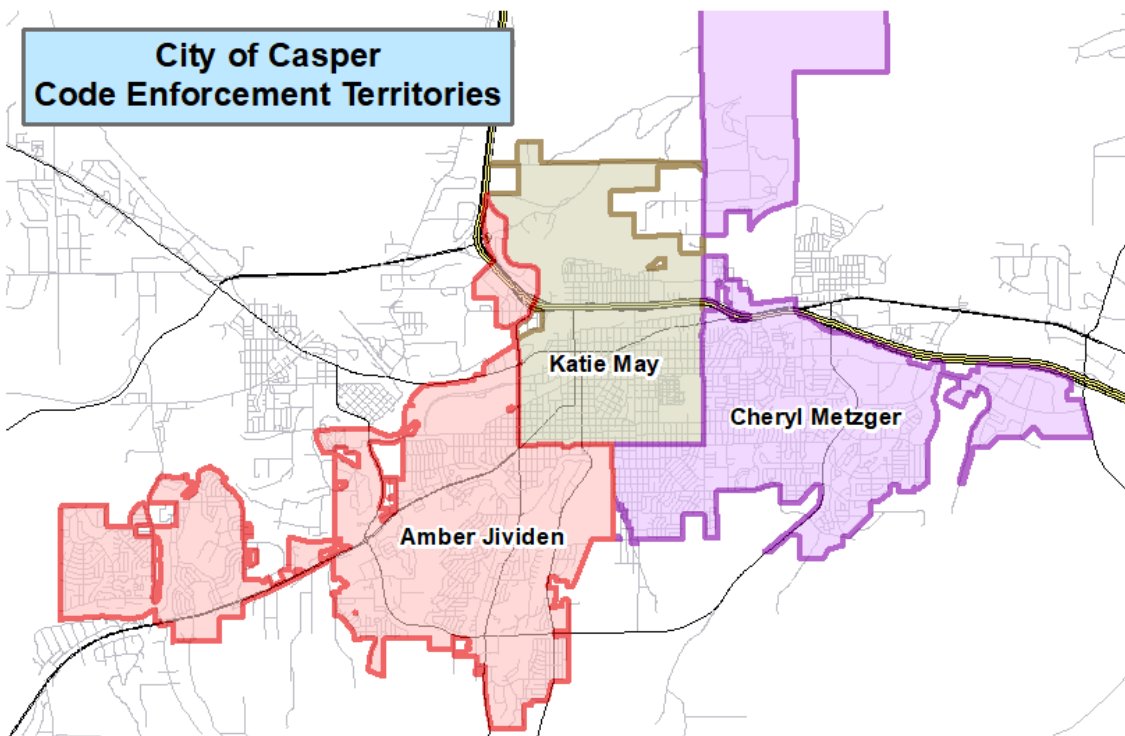 City of Casper
Code Enforcement Territories
Katie May
Cheryl Metzger
Amber Jividen